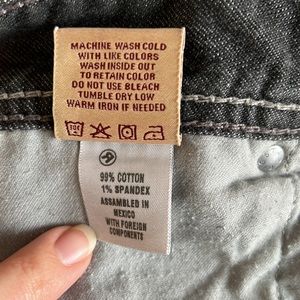 MACHINE WASH COLD
WITH LIKE COLORS
WASH INSIDE OUT
TO RETAIN COLOR
DO NOT USE BLEACH
TUMBLE DRY LOW
WARM IRON IF NEEDED
99% COTTON
1% SPANDEX
ASSEMBLED IN
MEXICO
WITH FOREIGN
COMPONENTS